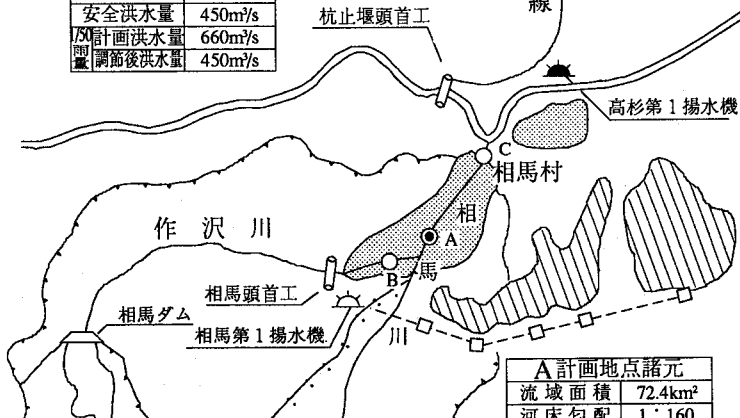 安全洪水量 450m³/s
1/50雨量 計画洪水量 660m³/s
調節後洪水量 450m³/s
杭止堰頭首工
線
高杉第1揚水機
C
相馬村
作沢川
相
A
馬
B
川
相馬頭首工
相馬ダム
相馬第1揚水機
A計画地点諸元
流域面積 72.4km²
河床勾配 1:160